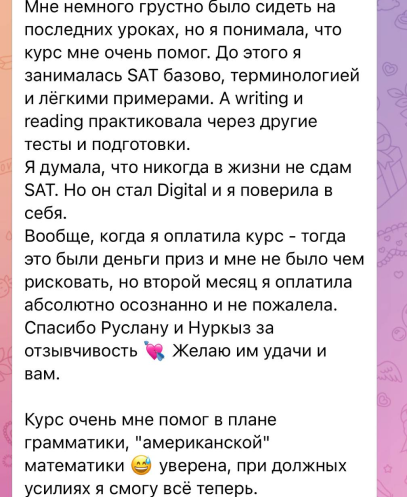 Мне немного грустно было сидеть на
последних уроках, но я понимала, что
курс мне очень помог. До этого я
занималась SAT базово, терминологией
и лёгкими примерами. А writing и
reading практиковала через другие
тесты и подготовки.
Я думала, что никогда в жизни не сдам
SAT. Но он стал Digital и я поверила в
себя.
Вообще, когда я оплатила курс - тогда
это были деньги приз и мне не было чем
рисковать, но второй месяц я оплатила
абсолютно осознанно и не пожалела.
Спасибо Руслану и Нуркыз за
отзывчивость 💘 Желаю им удачи и
вам.
Курс очень мне помог в плане
грамматики, "американской"
математики 😅 уверена, при должных
усилиях я смогу всё теперь.